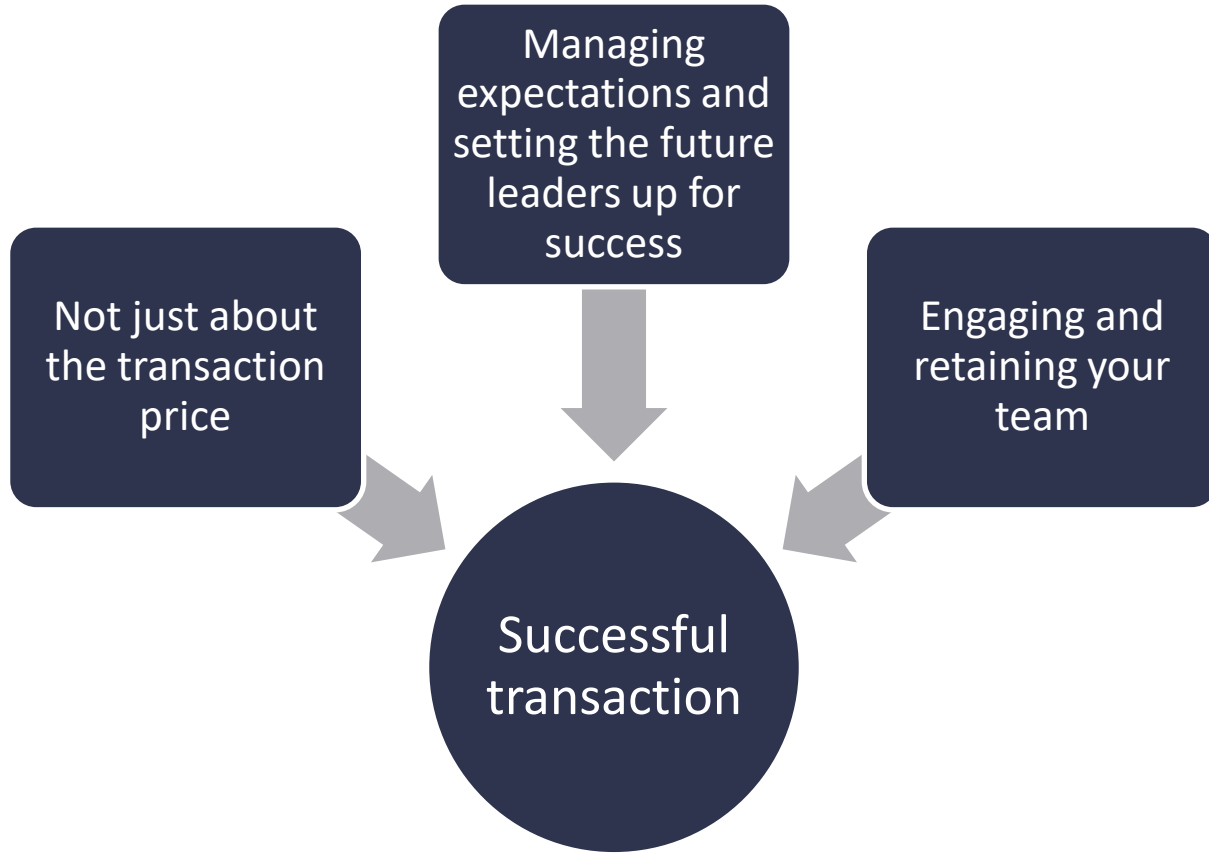 Managing
expectations and
setting the future
leaders up for
success
Not just about
the transaction
price
Engaging and
retaining your
team
Successful
transaction